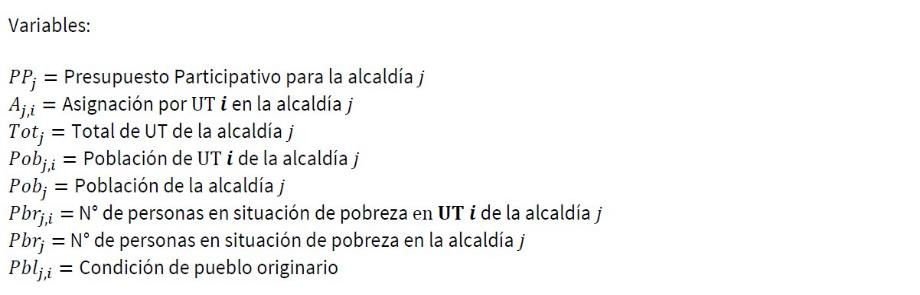 Variables:
PP_j = Presupuesto Participativo para la alcaldía j
A_{j,i} = Asignación por UT i en la alcaldía j
Tot_j = Total de UT de la alcaldía j
Pob_{j,i} = Población de UT i de la alcaldía j
Pob_j = Población de la alcaldía j
Pbr_{j,i} = N° de personas en situación de pobreza en UT i de la alcaldía j
Pbr_j = N° de personas en situación de pobreza en la alcaldía j
Pbl_{j,i} = Condición de pueblo originario